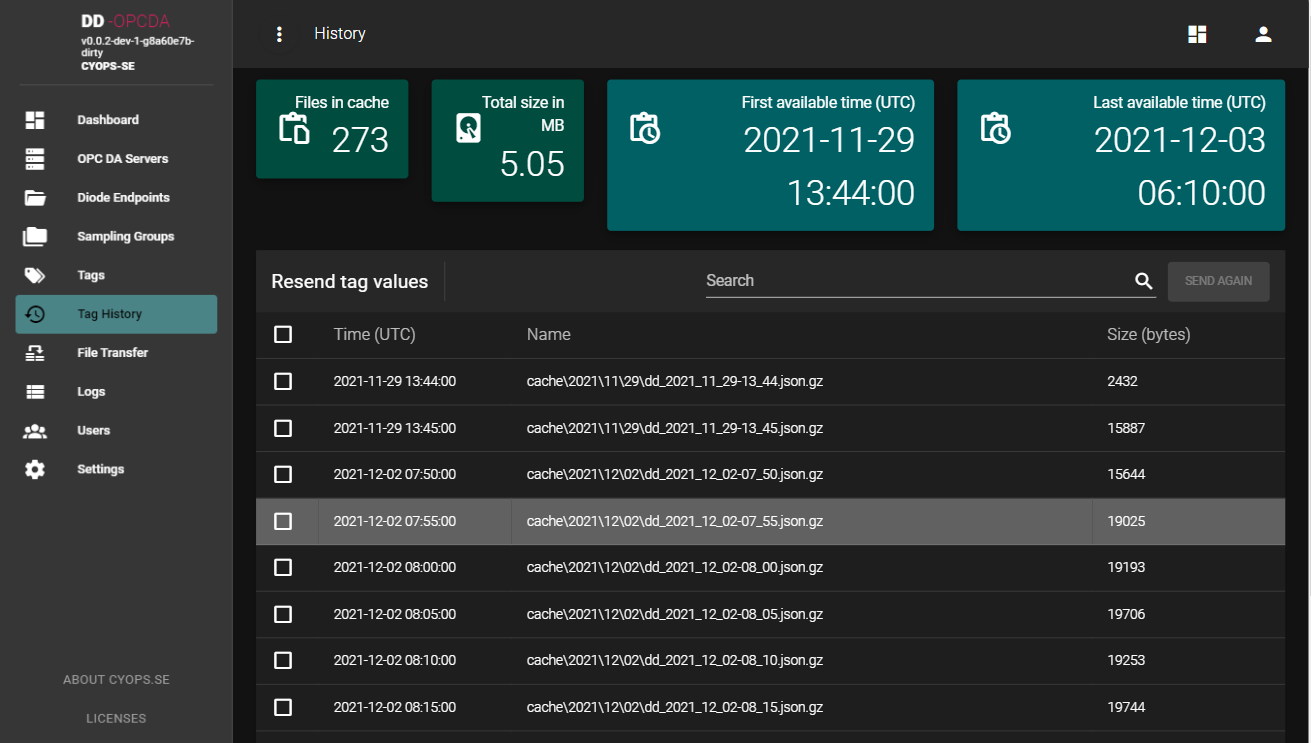 DD-OPCDA
v0.0.2-dev-1-g8a60e7b-
dirty
CYOPS-SE
Dashboard
OPC DA Servers
Diode Endpoints
Sampling Groups
Tags
Tag History
File Transfer
Logs
Users
Settings
ABOUT CYOPS.SE
LICENSES
History
Files in cache
273
Total size in
MB
5.05
First available time (UTC)
2021-11-29
13:44:00
Last available time (UTC)
2021-12-03
06:10:00
Resend tag values
Search
SEND AGAIN
Time (UTC) Name Size (bytes)
2021-11-29 13:44:00 cache\2021\11\29\dd_2021_11_29-13_44.json.gz 2432
2021-11-29 13:45:00 cache\2021\11\29\dd_2021_11_29-13_45.json.gz 15887
2021-12-02 07:50:00 cache\2021\12\02\dd_2021_12_02-07_50.json.gz 15644
2021-12-02 07:55:00 cache\2021\12\02\dd_2021_12_02-07_55.json.gz 19025
2021-12-02 08:00:00 cache\2021\12\02\dd_2021_12_02-08_00.json.gz 19193
2021-12-02 08:05:00 cache\2021\12\02\dd_2021_12_02-08_05.json.gz 19706
2021-12-02 08:10:00 cache\2021\12\02\dd_2021_12_02-08_10.json.gz 19253
2021-12-02 08:15:00 cache\2021\12\02\dd_2021_12_02-08_15.json.gz 19744